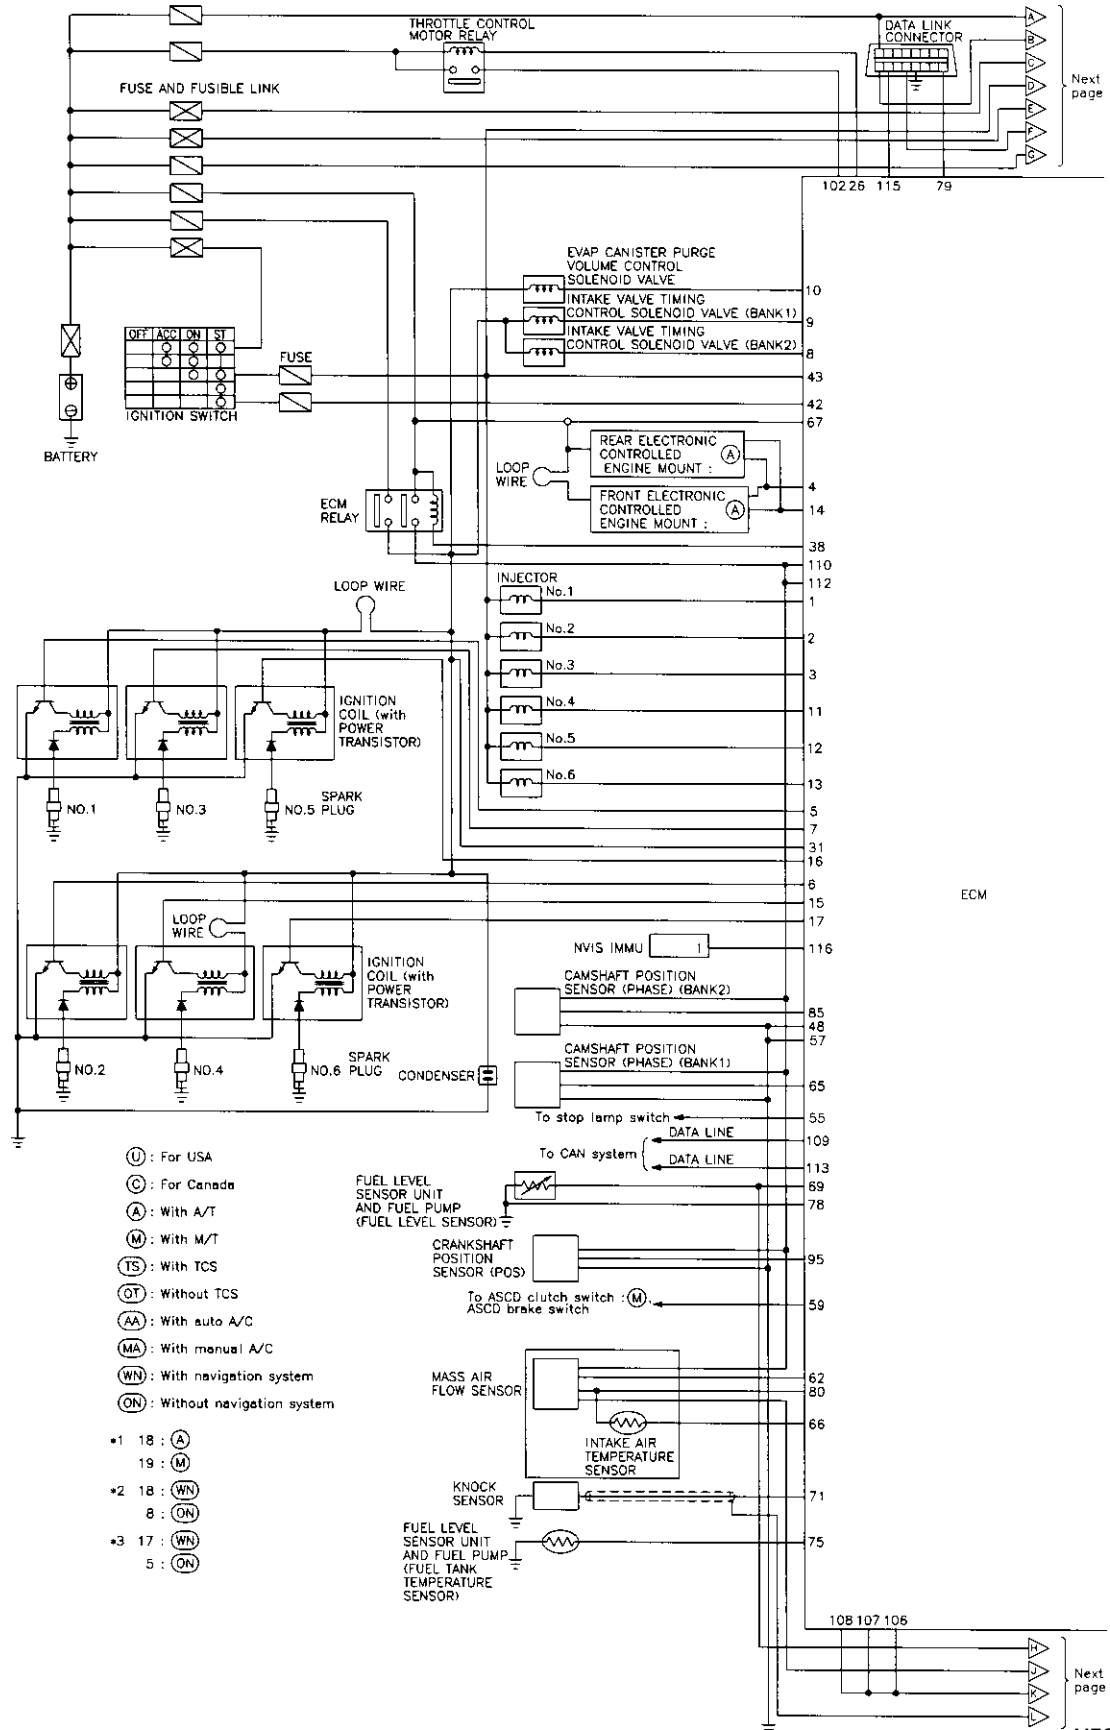 THROTTLE CONTROL
MOTOR RELAY
DATA LINK
CONNECTOR
A
B
C
D
E
F
G
Next
page
FUSE AND FUSIBLE LINK
102 26 115 79
EVAP CANISTER PURGE
VOLUME CONTROL
SOLENOID VALVE
10
INTAKE VALVE TIMING
CONTROL SOLENOID VALVE (BANK1)
9
INTAKE VALVE TIMING
CONTROL SOLENOID VALVE (BANK2)
8
OFF ACC ON ST
FUSE
43
42
IGNITION SWITCH
67
BATTERY
REAR ELECTRONIC
CONTROLLED
ENGINE MOUNT : A
LOOP
WIRE
4
FRONT ELECTRONIC
CONTROLLED
ENGINE MOUNT : A
14
ECM
RELAY
38
110
112
LOOP WIRE
INJECTOR
No.1
1
No.2
2
No.3
3
No.4
11
No.5
12
No.6
13
IGNITION
COIL (with
POWER
TRANSISTOR)
NO.1
NO.3
NO.5
SPARK
PLUG
5
7
31
16
6
15
17
ECM
LOOP
WIRE
NVIS IMMU 1
116
IGNITION
COIL (with
POWER
TRANSISTOR)
CAMSHAFT POSITION
SENSOR (PHASE) (BANK2)
85
48
57
NO.2
NO.4
NO.6
SPARK
PLUG
CONDENSER
CAMSHAFT POSITION
SENSOR (PHASE) (BANK1)
65
To stop lamp switch
55
To CAN system
DATA LINE
109
DATA LINE
113
U : For USA
C : For Canada
A : With A/T
M : With M/T
TS : With TCS
OT : Without TCS
AA : With auto A/C
MA : With manual A/C
WN : With navigation system
ON : Without navigation system
*1 18 : A
19 : M
*2 18 : WN
8 : ON
*3 17 : WN
5 : ON
FUEL LEVEL
SENSOR UNIT
AND FUEL PUMP
(FUEL LEVEL SENSOR)
69
78
CRANKSHAFT
POSITION
SENSOR (POS)
95
To ASCD clutch switch : M,
ASCD brake switch
59
MASS AIR
FLOW SENSOR
62
80
66
INTAKE AIR
TEMPERATURE
SENSOR
KNOCK
SENSOR
71
FUEL LEVEL
SENSOR UNIT
AND FUEL PUMP
(FUEL TANK
TEMPERATURE
SENSOR)
75
108 107 106
H
J
K
L
Next
page